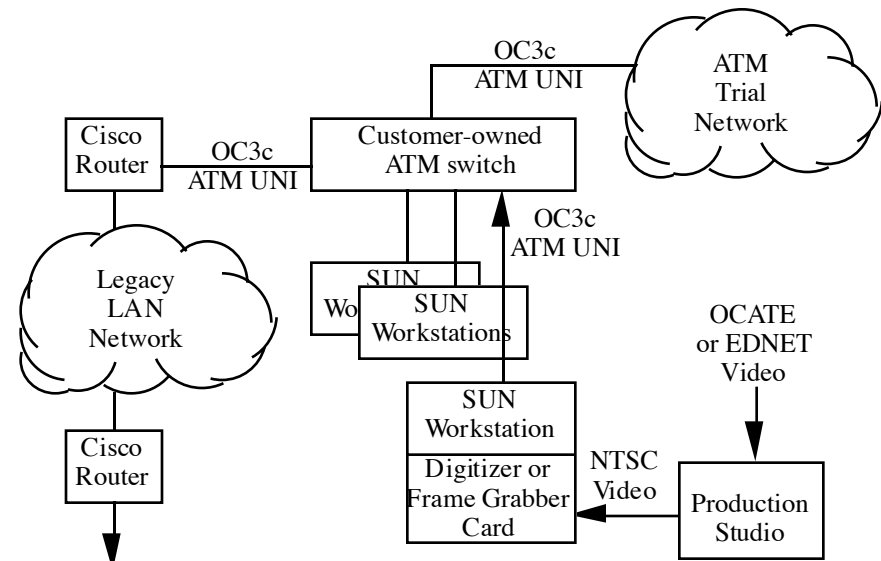 OC3c
ATM UNI
ATM
Trial
Network
Cisco
Router
OC3c
ATM UNI
Customer-owned
ATM switch
OC3c
ATM UNI
Legacy
LAN
Network
SUN
Wo
SUN
Workstations
OCATE
or EDNET
Video
SUN
Workstation
Cisco
Router
Digitizer or
Frame Grabber
Card
NTSC
Video
Production
Studio